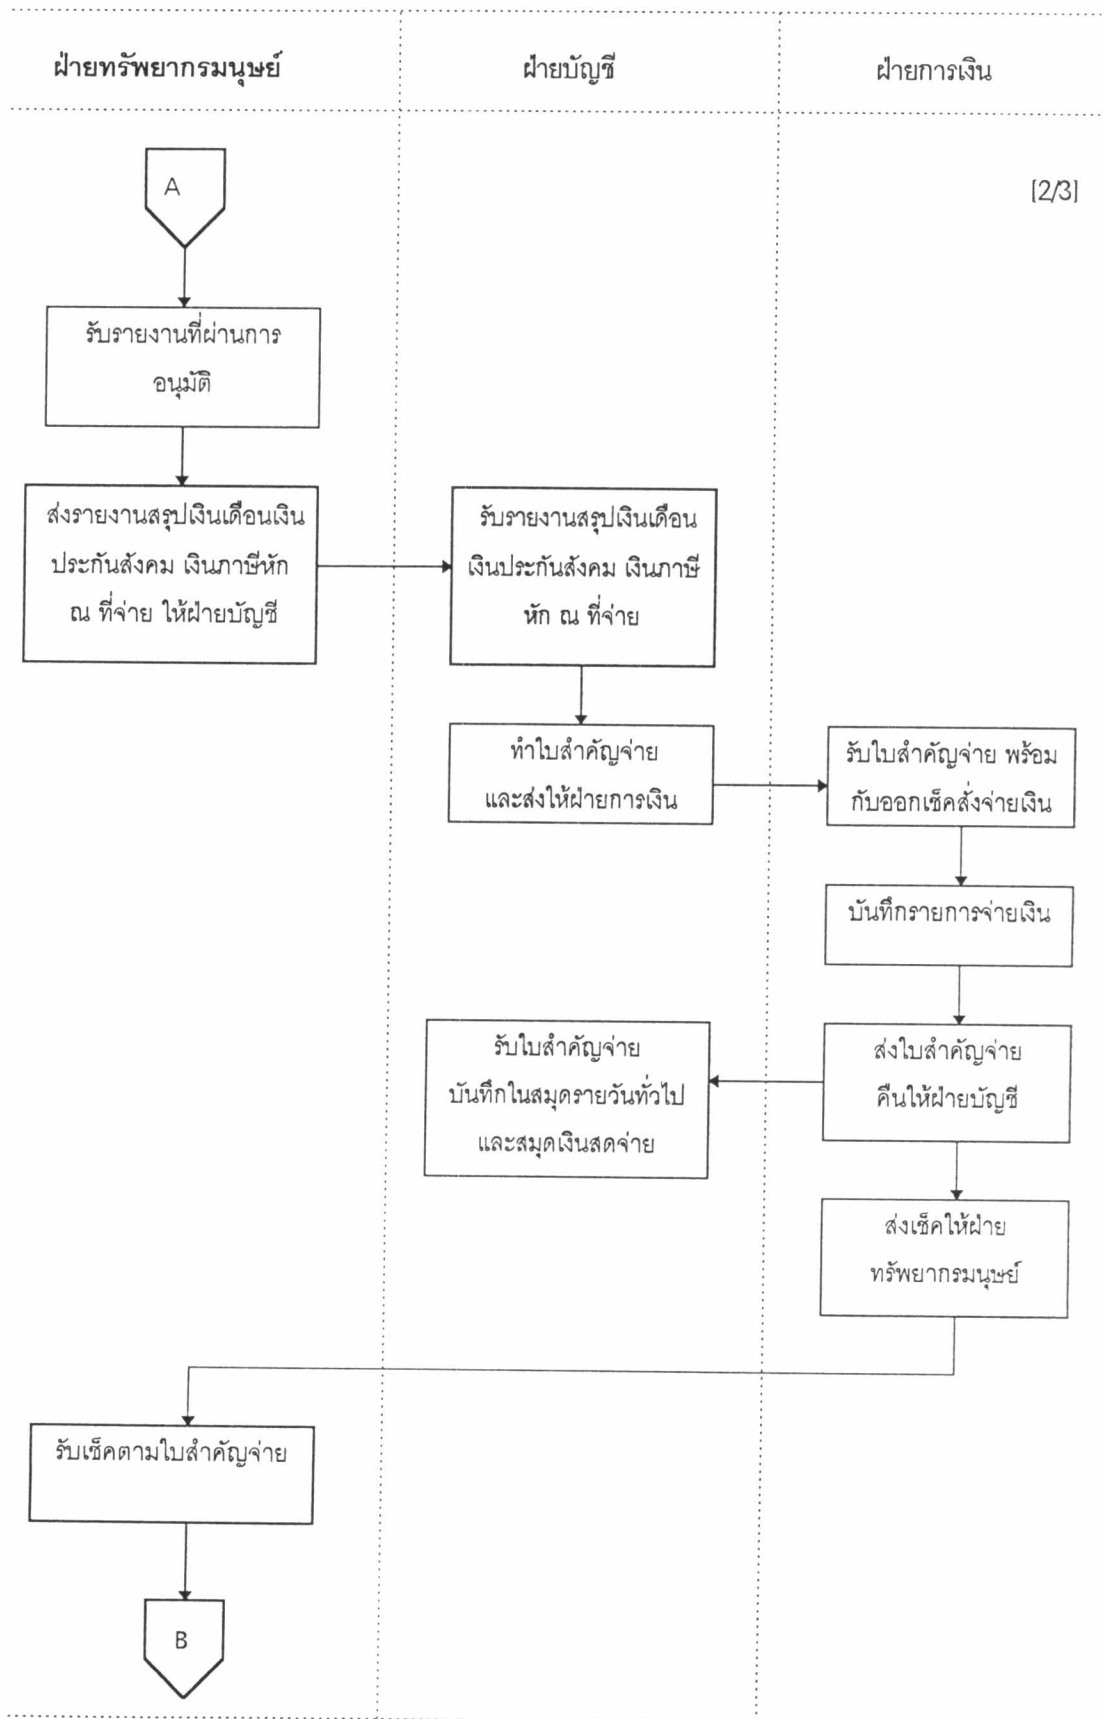 ฝ่ายทรัพยากรมนุษย์
ฝ่ายบัญชี
ฝ่ายการเงิน
A
[2/3]
รับรายงานที่ผ่านการ
อนุมัติ
ส่งรายงานสรุปเงินเดือนเงิน
ประกันสังคม เงินภาษีหัก
ณ ที่จ่าย ให้ฝ่ายบัญชี
รับรายงานสรุปเงินเดือน
เงินประกันสังคม เงินภาษี
หัก ณ ที่จ่าย
ทำใบสำคัญจ่าย
และส่งให้ฝ่ายการเงิน
รับใบสำคัญจ่าย พร้อม
กับออกเช็คสั่งจ่ายเงิน
บันทึกรายการจ่ายเงิน
ส่งใบสำคัญจ่าย
คืนให้ฝ่ายบัญชี
รับใบสำคัญจ่าย
บันทึกในสมุดรายวันทั่วไป
และสมุดเงินสดจ่าย
ส่งเช็คให้ฝ่าย
ทรัพยากรมนุษย์
รับเช็คตามใบสำคัญจ่าย
B